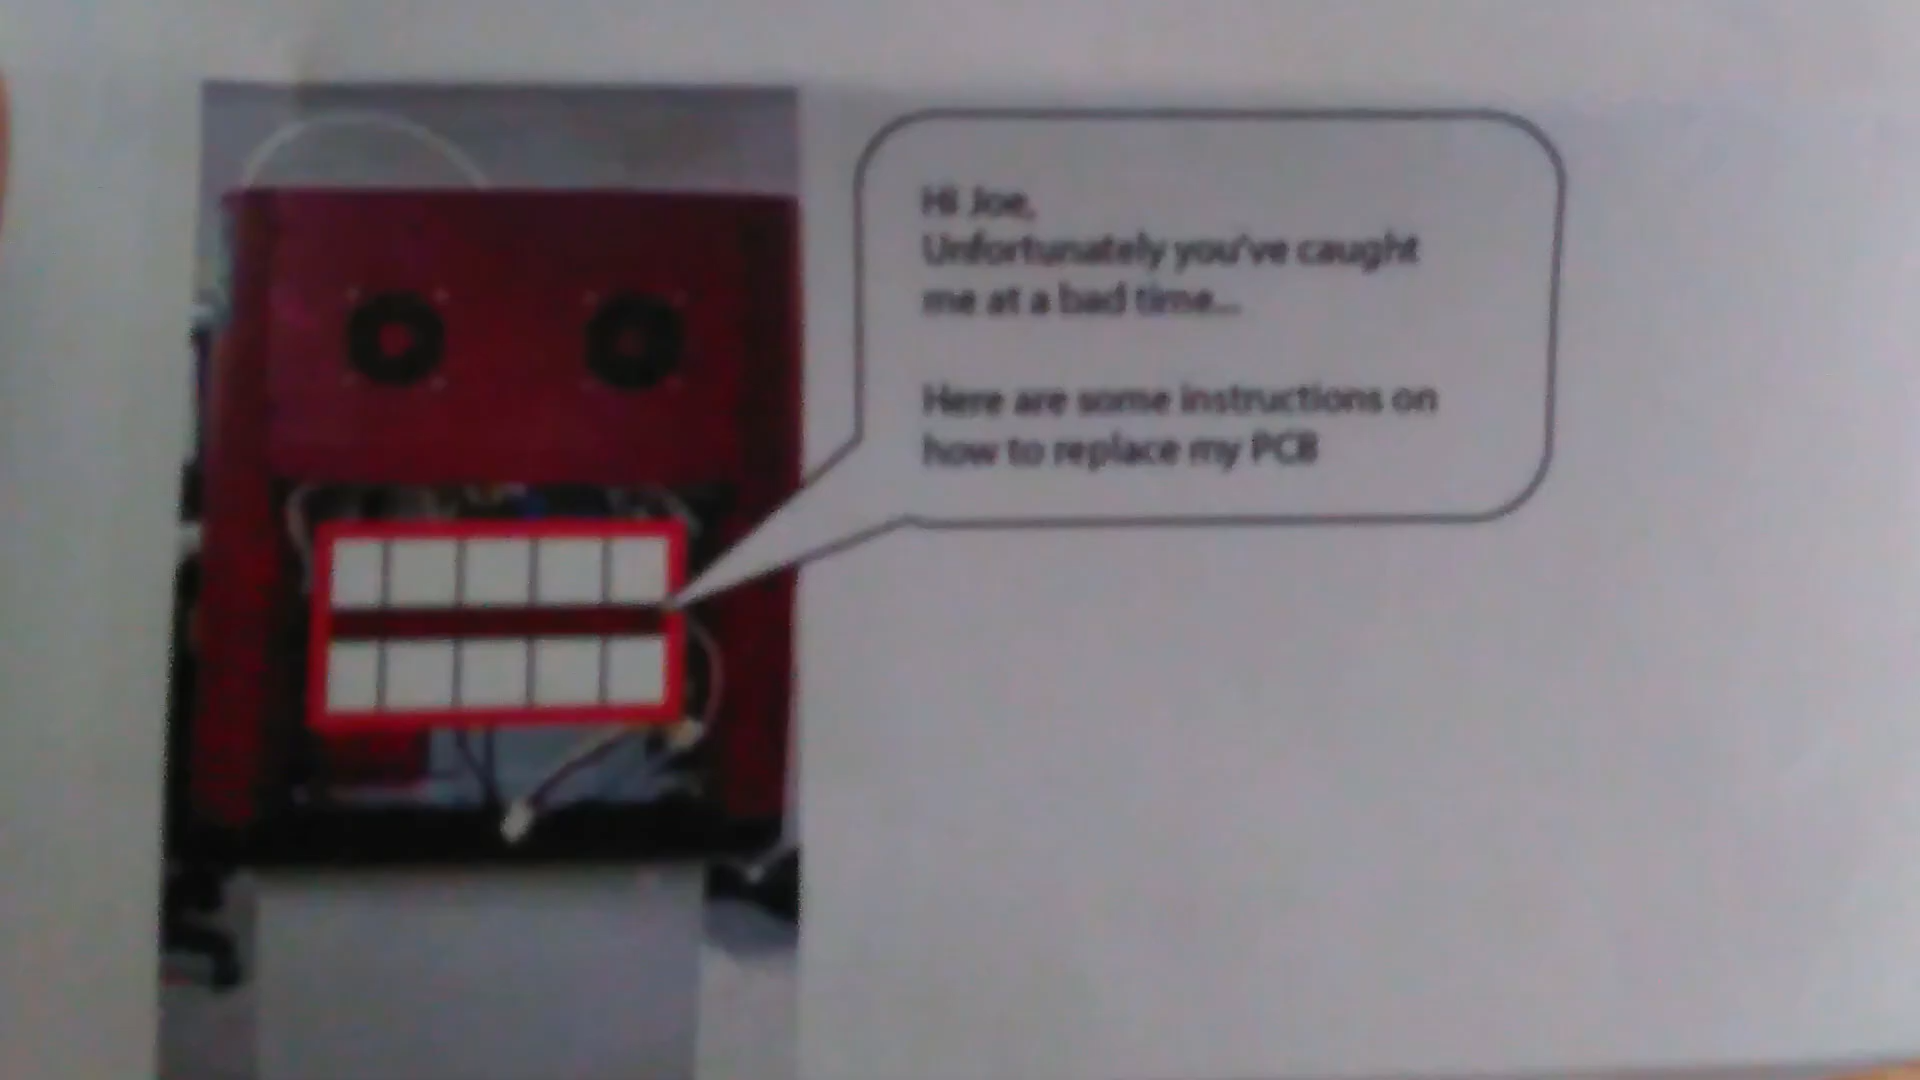 Hi Joe,
Unfortunately you've caught
me at a bad time...
Here are some instructions on
how to replace my PCB